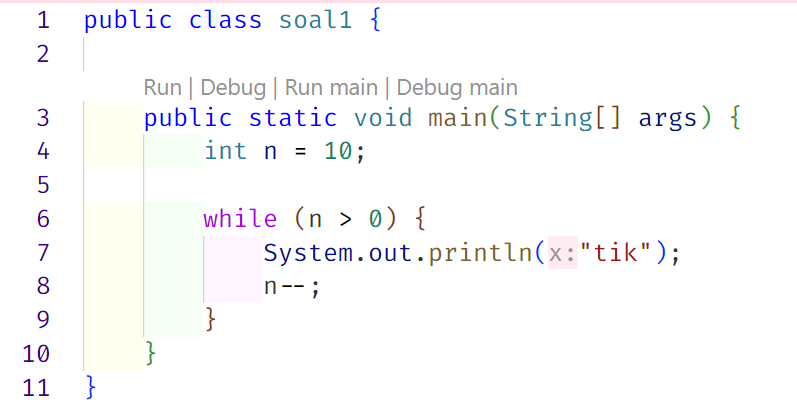 1 public class soal1 {
2
Run | Debug | Run main | Debug main
3 public static void main(String[] args) {
4 int n = 10;
5
6 while (n > 0) {
7 System.out.println(x:"tik");
8 n--;
9 }
10 }
11 }